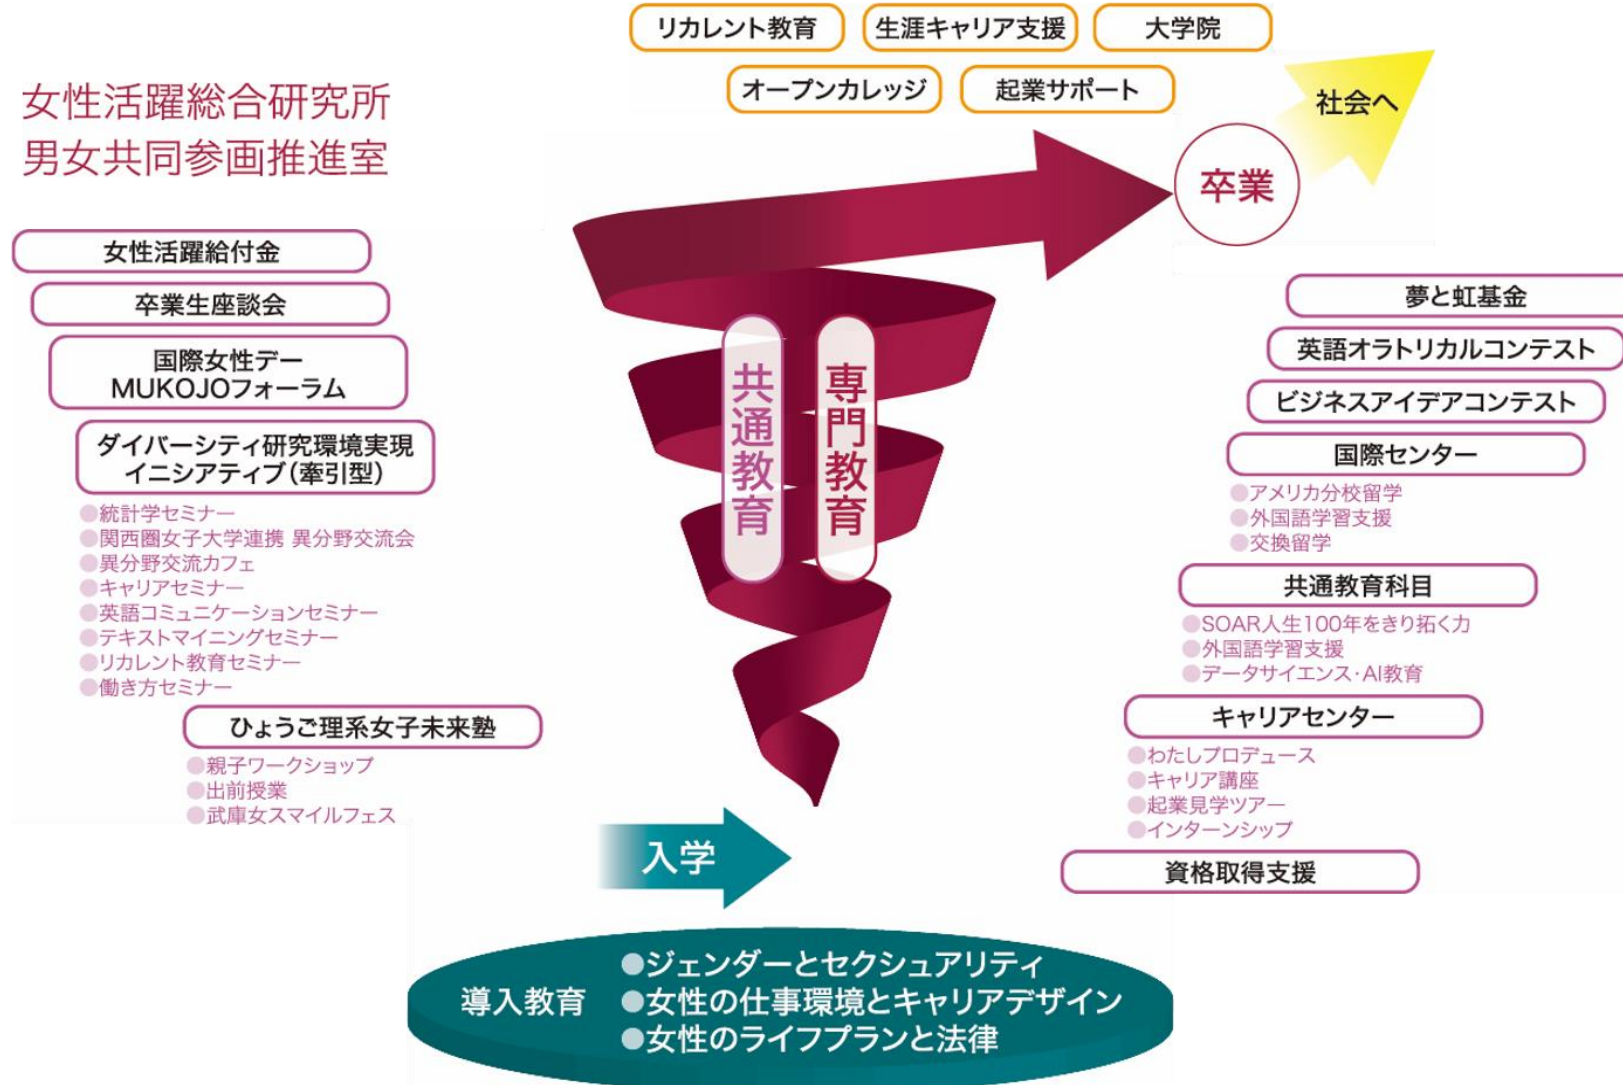 リカレント教育
生涯キャリア支援
大学院
オープンカレッジ
起業サポート
社会へ
卒業
女性活躍総合研究所
男女共同参画推進室
女性活躍給付金
卒業生座談会
国際女性デー
MUKOJOフォーラム
ダイバーシティ研究環境実現
イニシアティブ(牽引型)
●統計学セミナー
●関西圏女子大学連携 異分野交流会
●異分野交流カフェ
●キャリアセミナー
●英語コミュニケーションセミナー
●テキストマイニングセミナー
●リカレント教育セミナー
●働き方セミナー
ひょうご理系女子未来塾
●親子ワークショップ
●出前授業
●武庫女スマイルフェス
共通教育
専門教育
夢と虹基金
英語オラトリカルコンテスト
ビジネスアイデアコンテスト
国際センター
●アメリカ分校留学
●外国語学習支援
●交換留学
共通教育科目
●SOAR人生100年をきり拓く力
●外国語学習支援
●データサイエンス・AI教育
キャリアセンター
●わたしプロデュース
●キャリア講座
●起業見学ツアー
●インターンシップ
資格取得支援
入学
導入教育
●ジェンダーとセクシュアリティ
●女性の仕事環境とキャリアデザイン
●女性のライフプランと法律